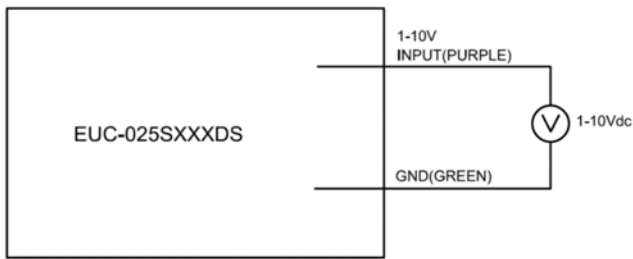 1-10V
INPUT(PURPLE)
EUC-025SXXXDS
V
1-10Vdc
GND(GREEN)